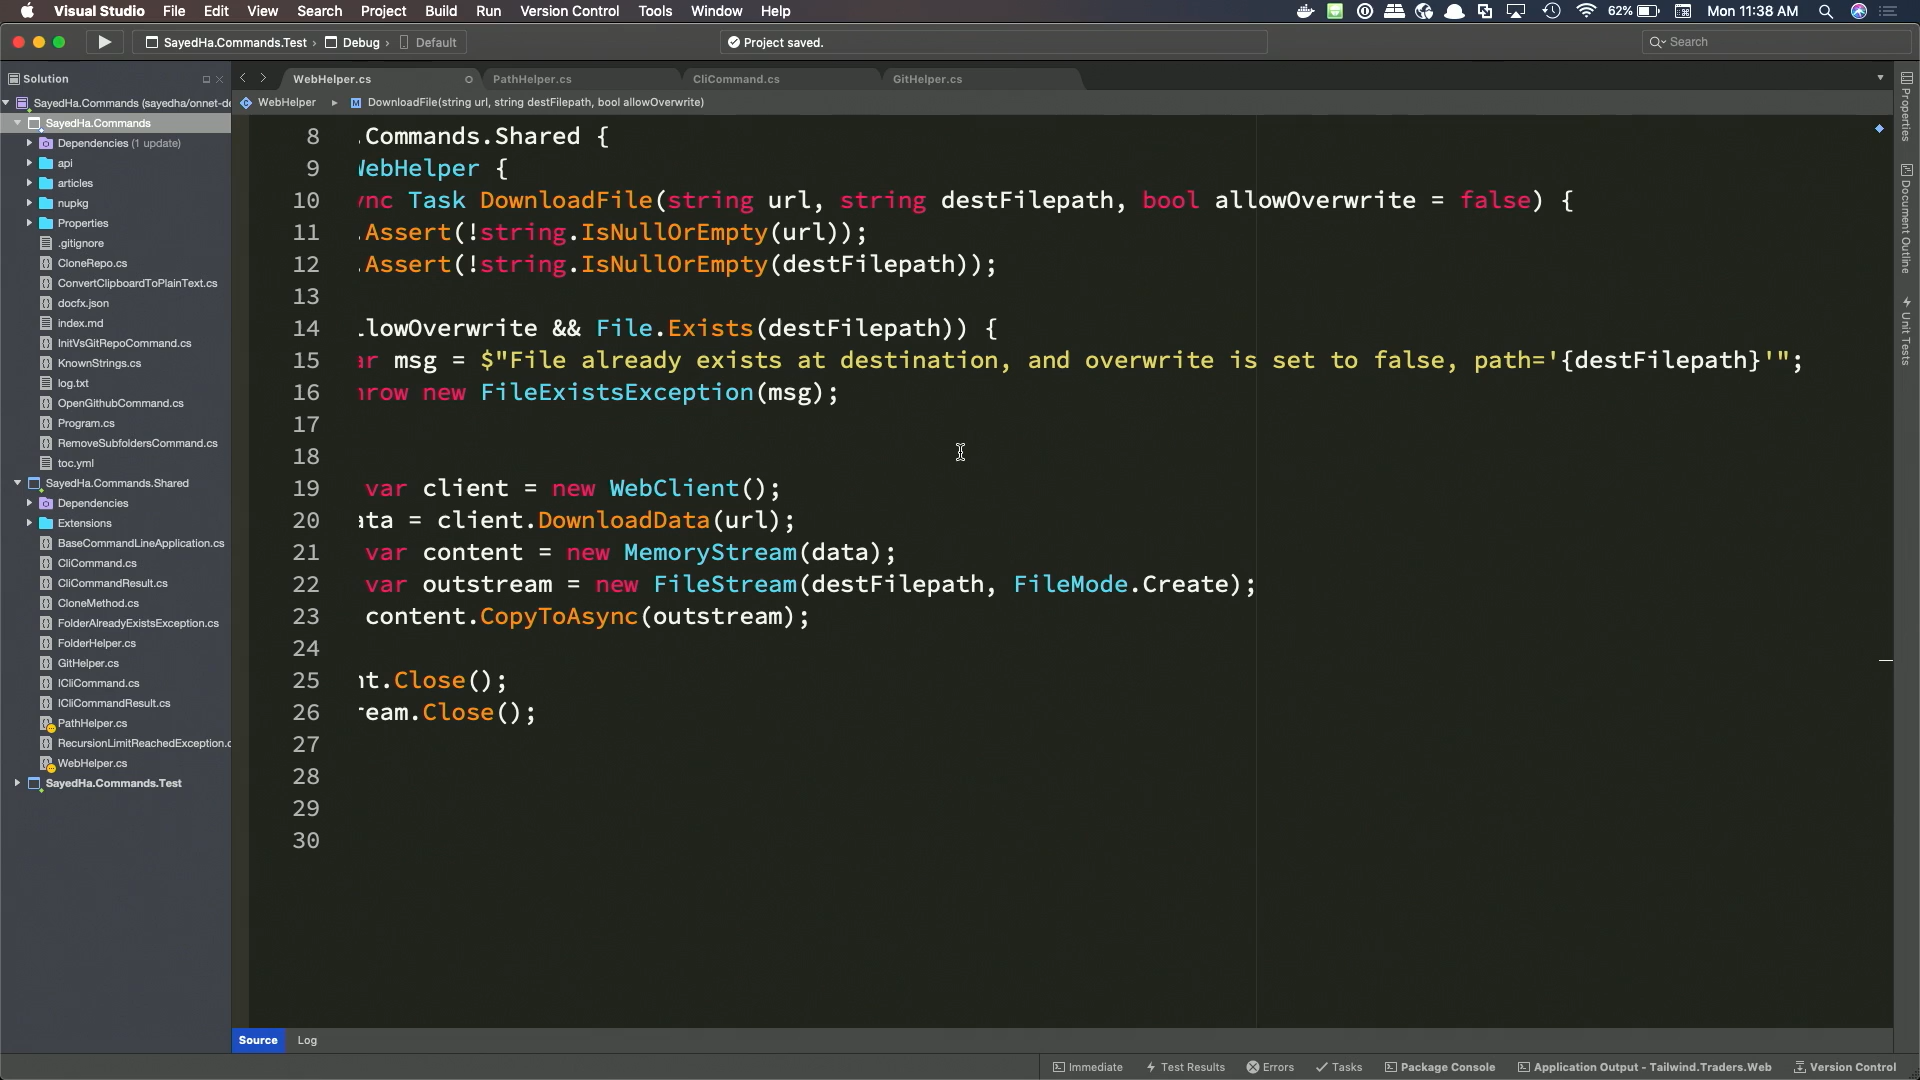 Visual Studio File Edit View Search Project Build Run Version Control Tools Window Help 62% Mon 11:38 AM
SayedHa.Commands.Test › Debug › Default
Project saved.
Search
Solution
SayedHa.Commands (sayedha/onnet-de
SayedHa.Commands
Dependencies (1 update)
api
articles
nupkg
Properties
.gitignore
CloneRepo.cs
ConvertClipboardToPlainText.cs
docfx.json
index.md
InitVsGitRepoCommand.cs
KnownStrings.cs
log.txt
OpenGithubCommand.cs
Program.cs
RemoveSubfoldersCommand.cs
toc.yml
SayedHa.Commands.Shared
Dependencies
Extensions
BaseCommandLineApplication.cs
CliCommand.cs
CliCommandResult.cs
CloneMethod.cs
FolderAlreadyExistsException.cs
FolderHelper.cs
GitHelper.cs
ICliCommand.cs
ICliCommandResult.cs
PathHelper.cs
RecursionLimitReachedException.c
WebHelper.cs
SayedHa.Commands.Test
WebHelper.cs PathHelper.cs CliCommand.cs GitHelper.cs
WebHelper DownloadFile(string url, string destFilepath, bool allowOverwrite)
8 .Commands.Shared {
9 WebHelper {
10 ync Task DownloadFile(string url, string destFilepath, bool allowOverwrite = false) {
11 .Assert(!string.IsNullOrEmpty(url));
12 .Assert(!string.IsNullOrEmpty(destFilepath));
13
14 llowOverwrite && File.Exists(destFilepath)) {
15 ar msg = $"File already exists at destination, and overwrite is set to false, path='{destFilepath}'";
16 hrow new FileExistsException(msg);
17
18
19 var client = new WebClient();
20 ata = client.DownloadData(url);
21 var content = new MemoryStream(data);
22 var outstream = new FileStream(destFilepath, FileMode.Create);
23 content.CopyToAsync(outstream);
24
25 nt.Close();
26 ream.Close();
27
28
29
30
Properties
Document Outline
Unit Tests
Source Log
Immediate Test Results Errors Tasks Package Console Application Output - Tailwind.Traders.Web Version Control